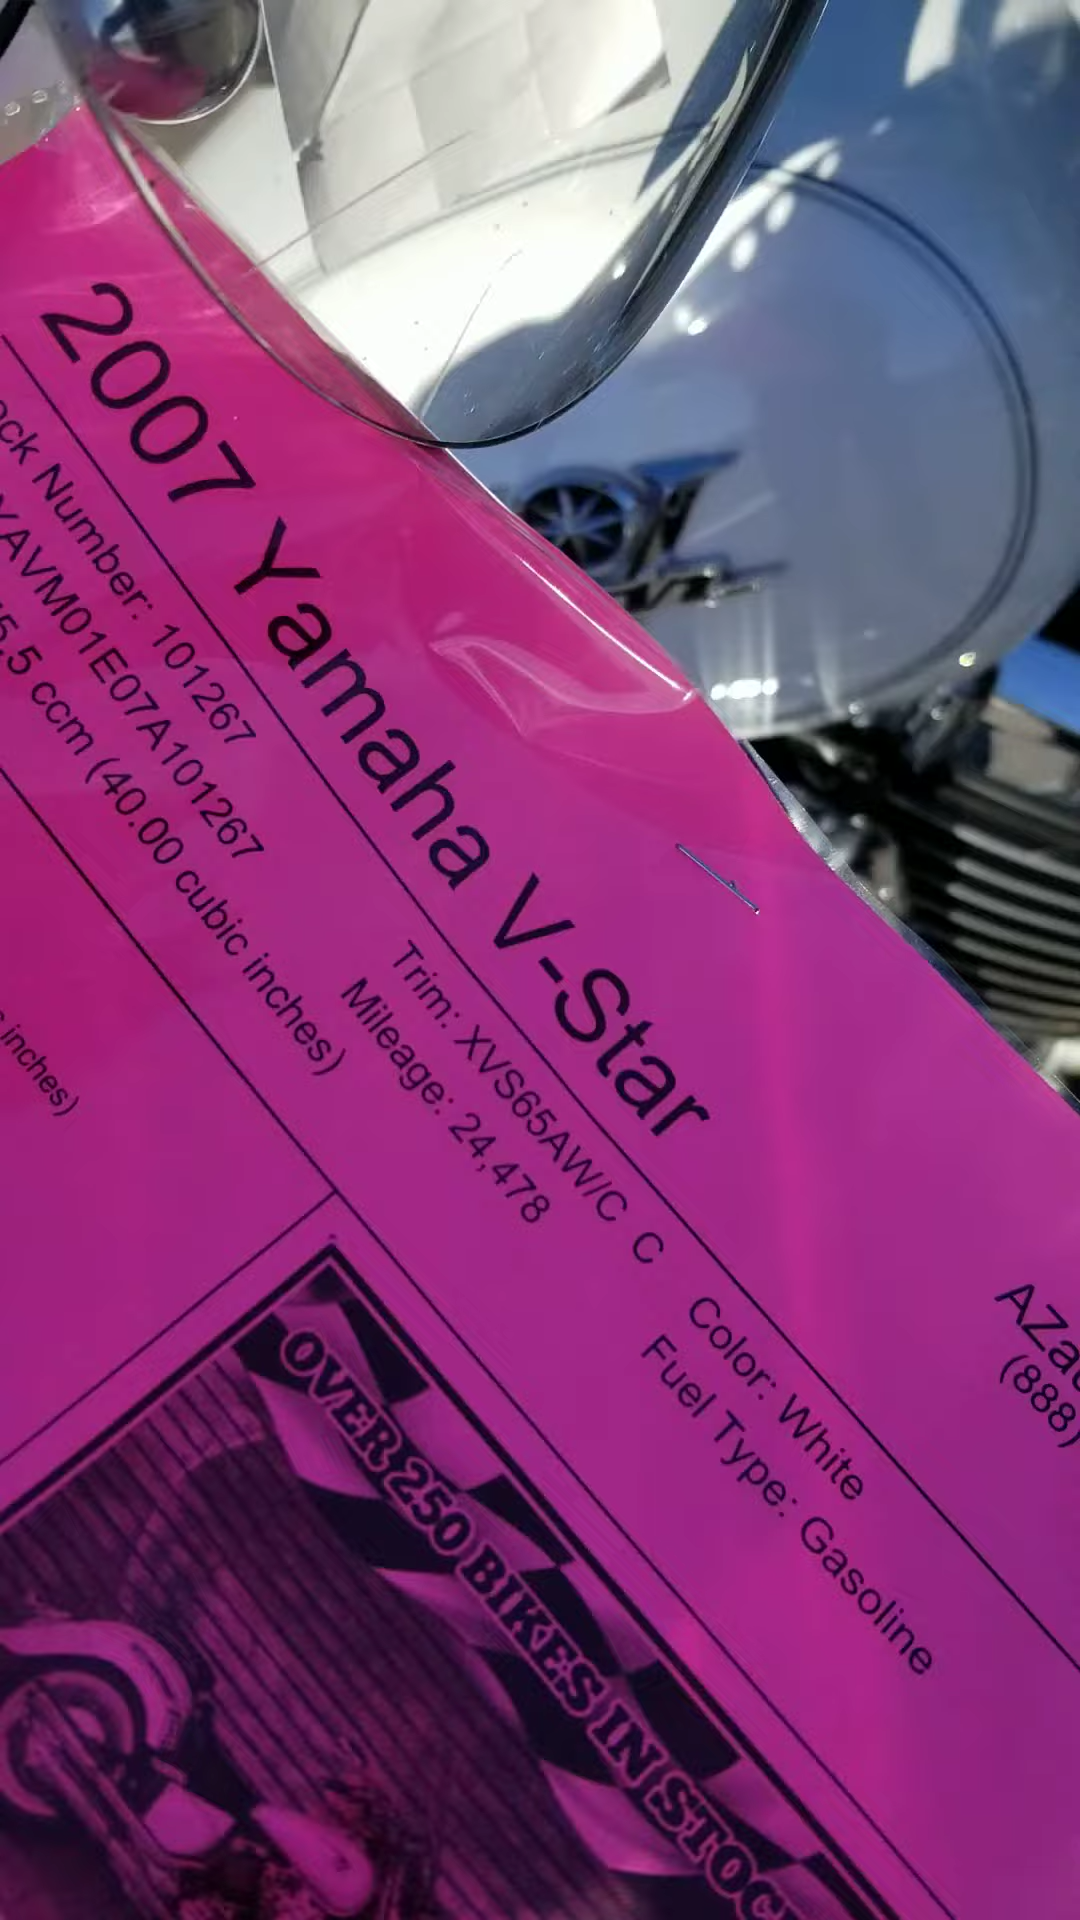 2007 Yamaha V-Star
ock Number: 101267
Trim: XVS65AW/C C
Color: White
YAVM01E07A101267
Mileage: 24,478
Fuel Type: Gasoline
5.5 ccm (40.00 cubic inches)
inches)
AZa
(888)
OVER 250 BIKES IN STOC